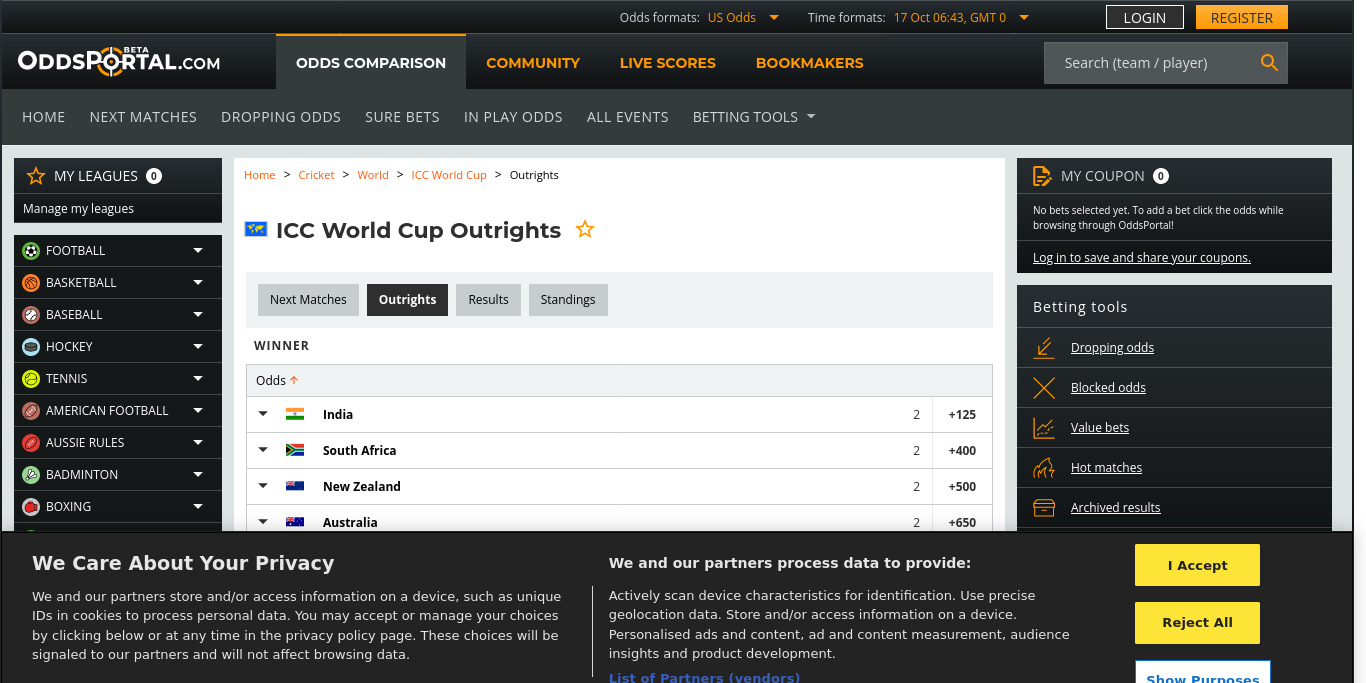 Odds formats: US Odds
Time formats: 17 Oct 06:43, GMT 0
LOGIN
REGISTER
ODDSPORTAL.COM
BETA
ODDS COMPARISON
COMMUNITY
LIVE SCORES
BOOKMAKERS
Search (team / player)
HOME
NEXT MATCHES
DROPPING ODDS
SURE BETS
IN PLAY ODDS
ALL EVENTS
BETTING TOOLS
MY LEAGUES 0
Manage my leagues
FOOTBALL
BASKETBALL
BASEBALL
HOCKEY
TENNIS
AMERICAN FOOTBALL
AUSSIE RULES
BADMINTON
BOXING
Home > Cricket > World > ICC World Cup > Outrights
ICC World Cup Outrights
Next Matches
Outrights
Results
Standings
WINNER
Odds
India 2 +125
South Africa 2 +400
New Zealand 2 +500
Australia 2 +650
MY COUPON 0
No bets selected yet. To add a bet click the odds while
browsing through OddsPortal!
Log in to save and share your coupons.
Betting tools
Dropping odds
Blocked odds
Value bets
Hot matches
Archived results
We Care About Your Privacy
We and our partners store and/or access information on a device, such as unique
IDs in cookies to process personal data. You may accept or manage your choices
by clicking below or at any time in the privacy policy page. These choices will be
signaled to our partners and will not affect browsing data.
We and our partners process data to provide:
Actively scan device characteristics for identification. Use precise
geolocation data. Store and/or access information on a device.
Personalised ads and content, ad and content measurement, audience
insights and product development.
List of Partners (vendors)
I Accept
Reject All
Show Purposes